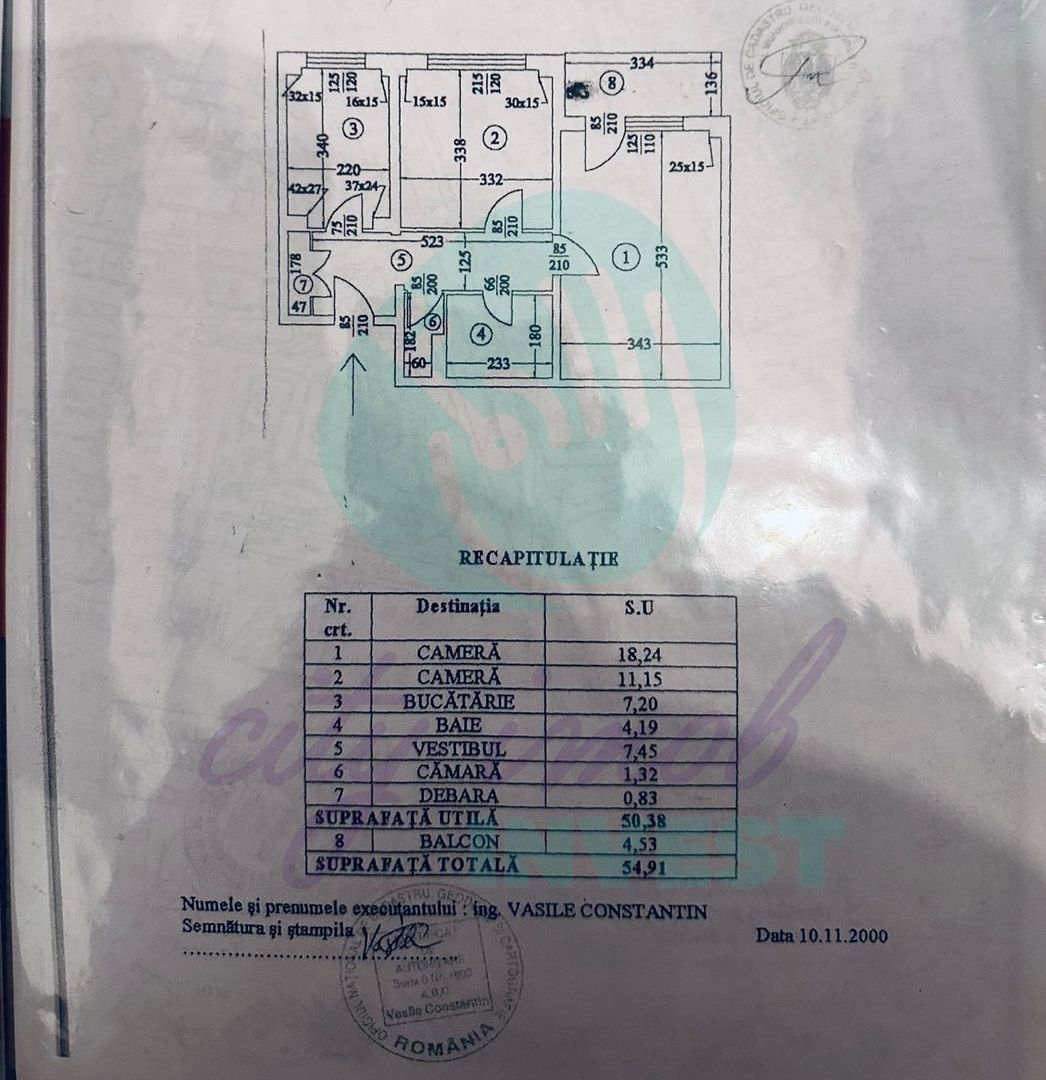 334
8
136
125
120
215
120
32x15
16x15
15x15
30x15
3
2
85
210
125
110
340
338
25x15
220
332
42x27
37x24
75
210
85
210
523
85
210
1
533
178
5
125
7
85
200
66
200
47
85
210
6
4
182
180
343
60
233
RECAPITULAȚIE
Nr. crt. Destinația S.U
1 CAMERĂ 18,24
2 CAMERĂ 11,15
3 BUCĂTĂRIE 7,20
4 BAIE 4,19
5 VESTIBUL 7,45
6 CĂMARĂ 1,32
7 DEBARA 0,83
SUPRAFAȚĂ UTILĂ 50,38
8 BALCON 4,53
SUPRAFAȚĂ TOTALĂ 54,91
city imob
INVEST
Numele și prenumele executantului : ing. VASILE CONSTANTIN
Semnătura și ștampila
Data 10.11.2000
Vasile Constantin
ROMÂNIA